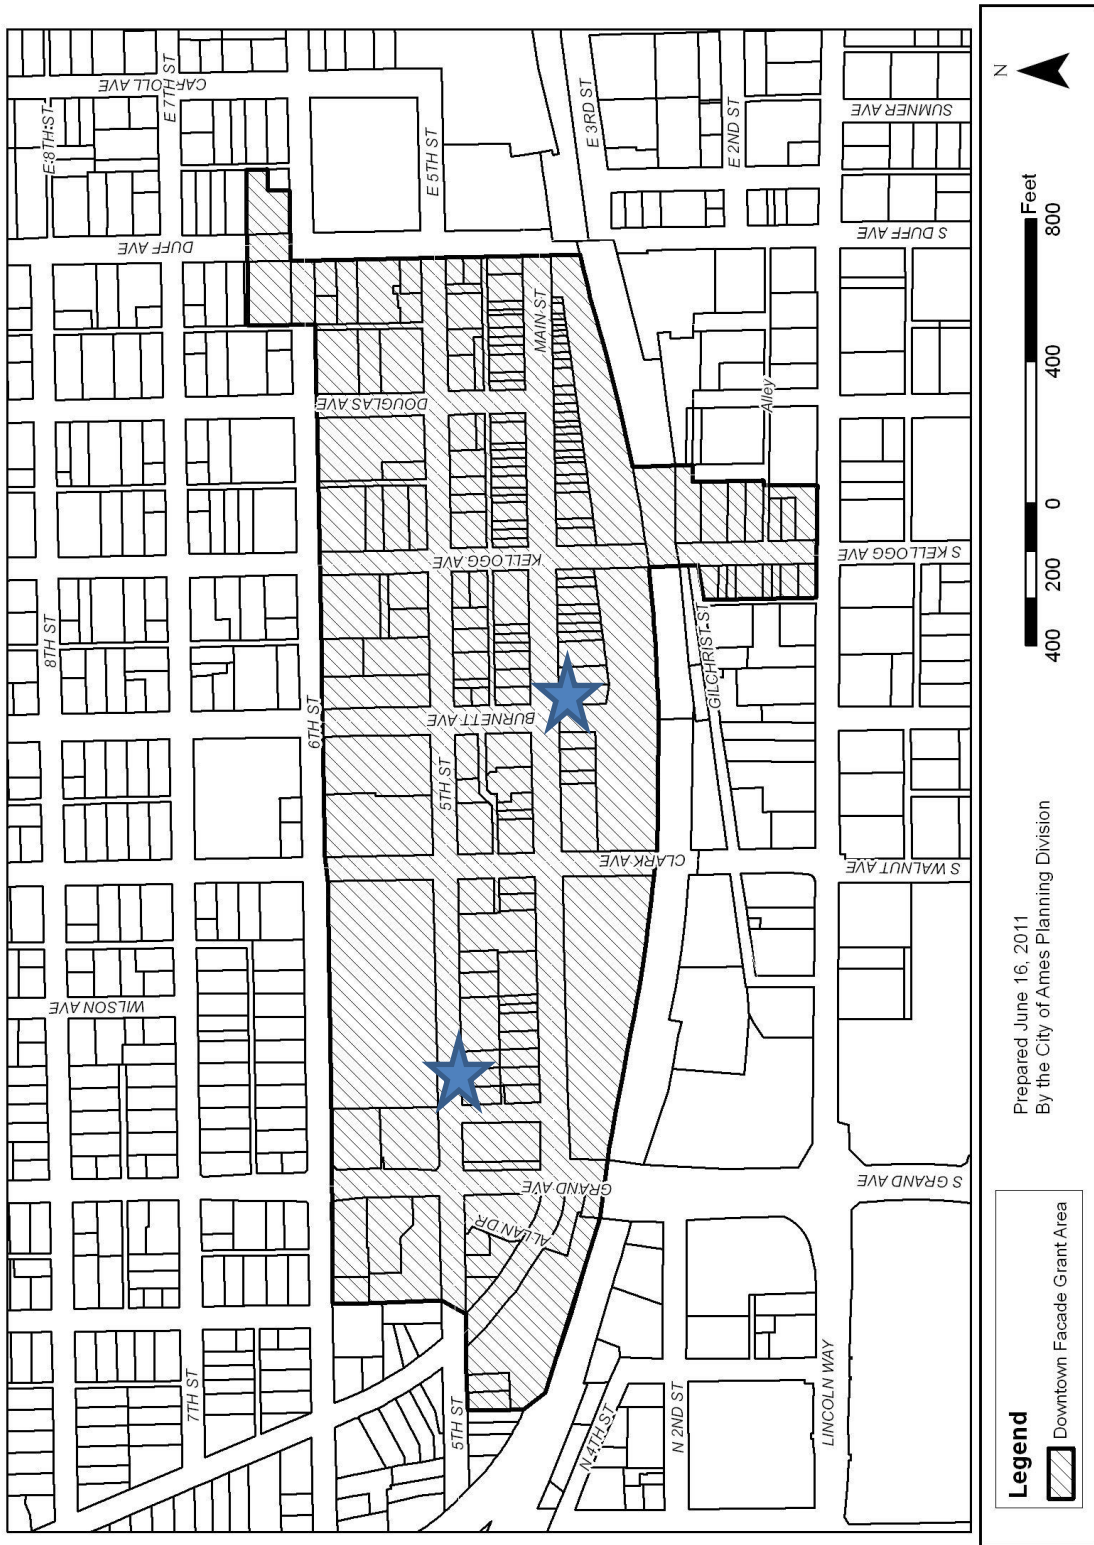 CARROLL AVE
E 8TH ST
E 7TH ST
DUFF AVE
E 5TH ST
E 3RD ST
E 2ND ST
SUMNER AVE
S DUFF AVE
MAIN ST
DOUGLAS AVE
Alley
KELLOGG AVE
S KELLOGG AVE
8TH ST
6TH ST
BURNETT AVE
GILCHRIST ST
5TH ST
CLARK AVE
S WALNUT AVE
WILSON AVE
GRAND AVE
S GRAND AVE
ALLAN DR
7TH ST
5TH ST
N 4TH ST
N 2ND ST
LINCOLN WAY
Legend
Downtown Facade Grant Area
Prepared June 16, 2011
By the City of Ames Planning Division
400 200 0 400 800
Feet
N